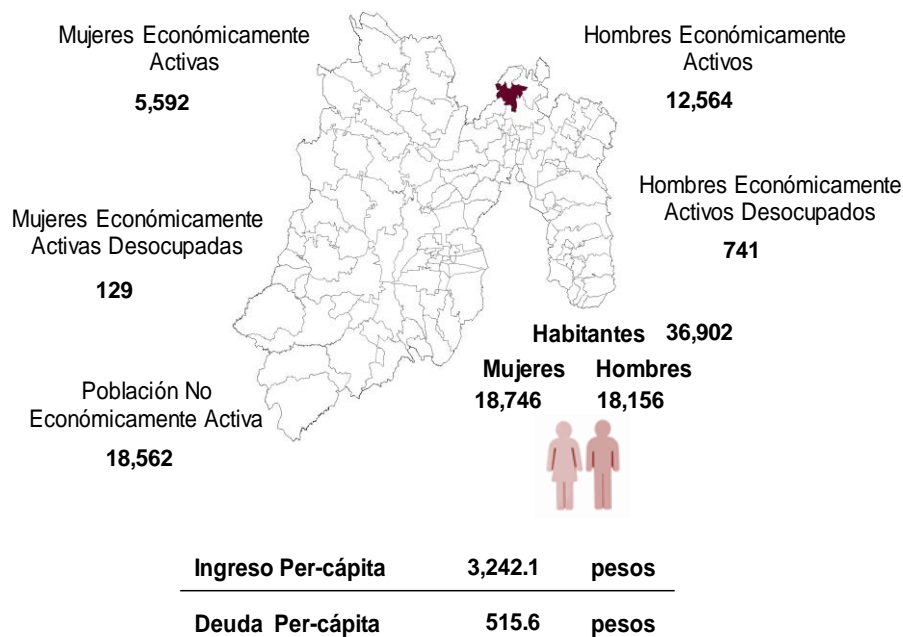 Mujeres Económicamente
Activas
5,592
Hombres Económicamente
Activos
12,564
Mujeres Económicamente
Activas Desocupadas
129
Hombres Económicamente
Activos Desocupados
741
Habitantes 36,902
Mujeres Hombres
18,746 18,156
Población No
Económicamente Activa
18,562
Ingreso Per-cápita 3,242.1 pesos
Deuda Per-cápita 515.6 pesos